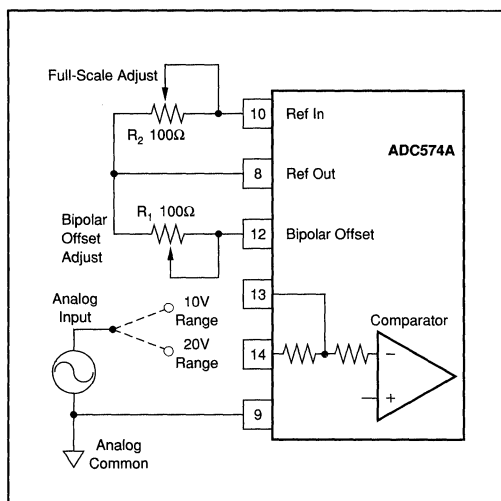 Full-Scale Adjust
R2 100Ω
10 Ref In
ADC574A
8 Ref Out
R1 100Ω
Bipolar
Offset
Adjust
12 Bipolar Offset
13
Analog
Input
10V
Range
20V
Range
Comparator
14
−
+
9
Analog
Common